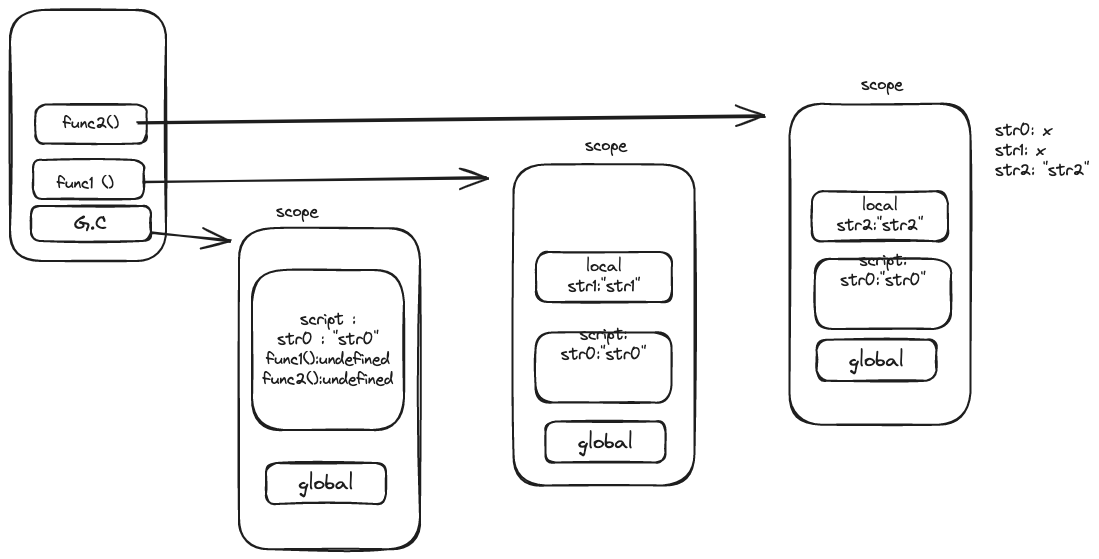 func2()
func1 ()
G.C
scope
script :
str0 : "str0"
func1():undefined
func2():undefined
global
scope
local
str1:"str1"
script:
str0:"str0"
global
scope
local
str2:"str2"
script:
str0:"str0"
global
str0: x
str1: x
str2: "str2"